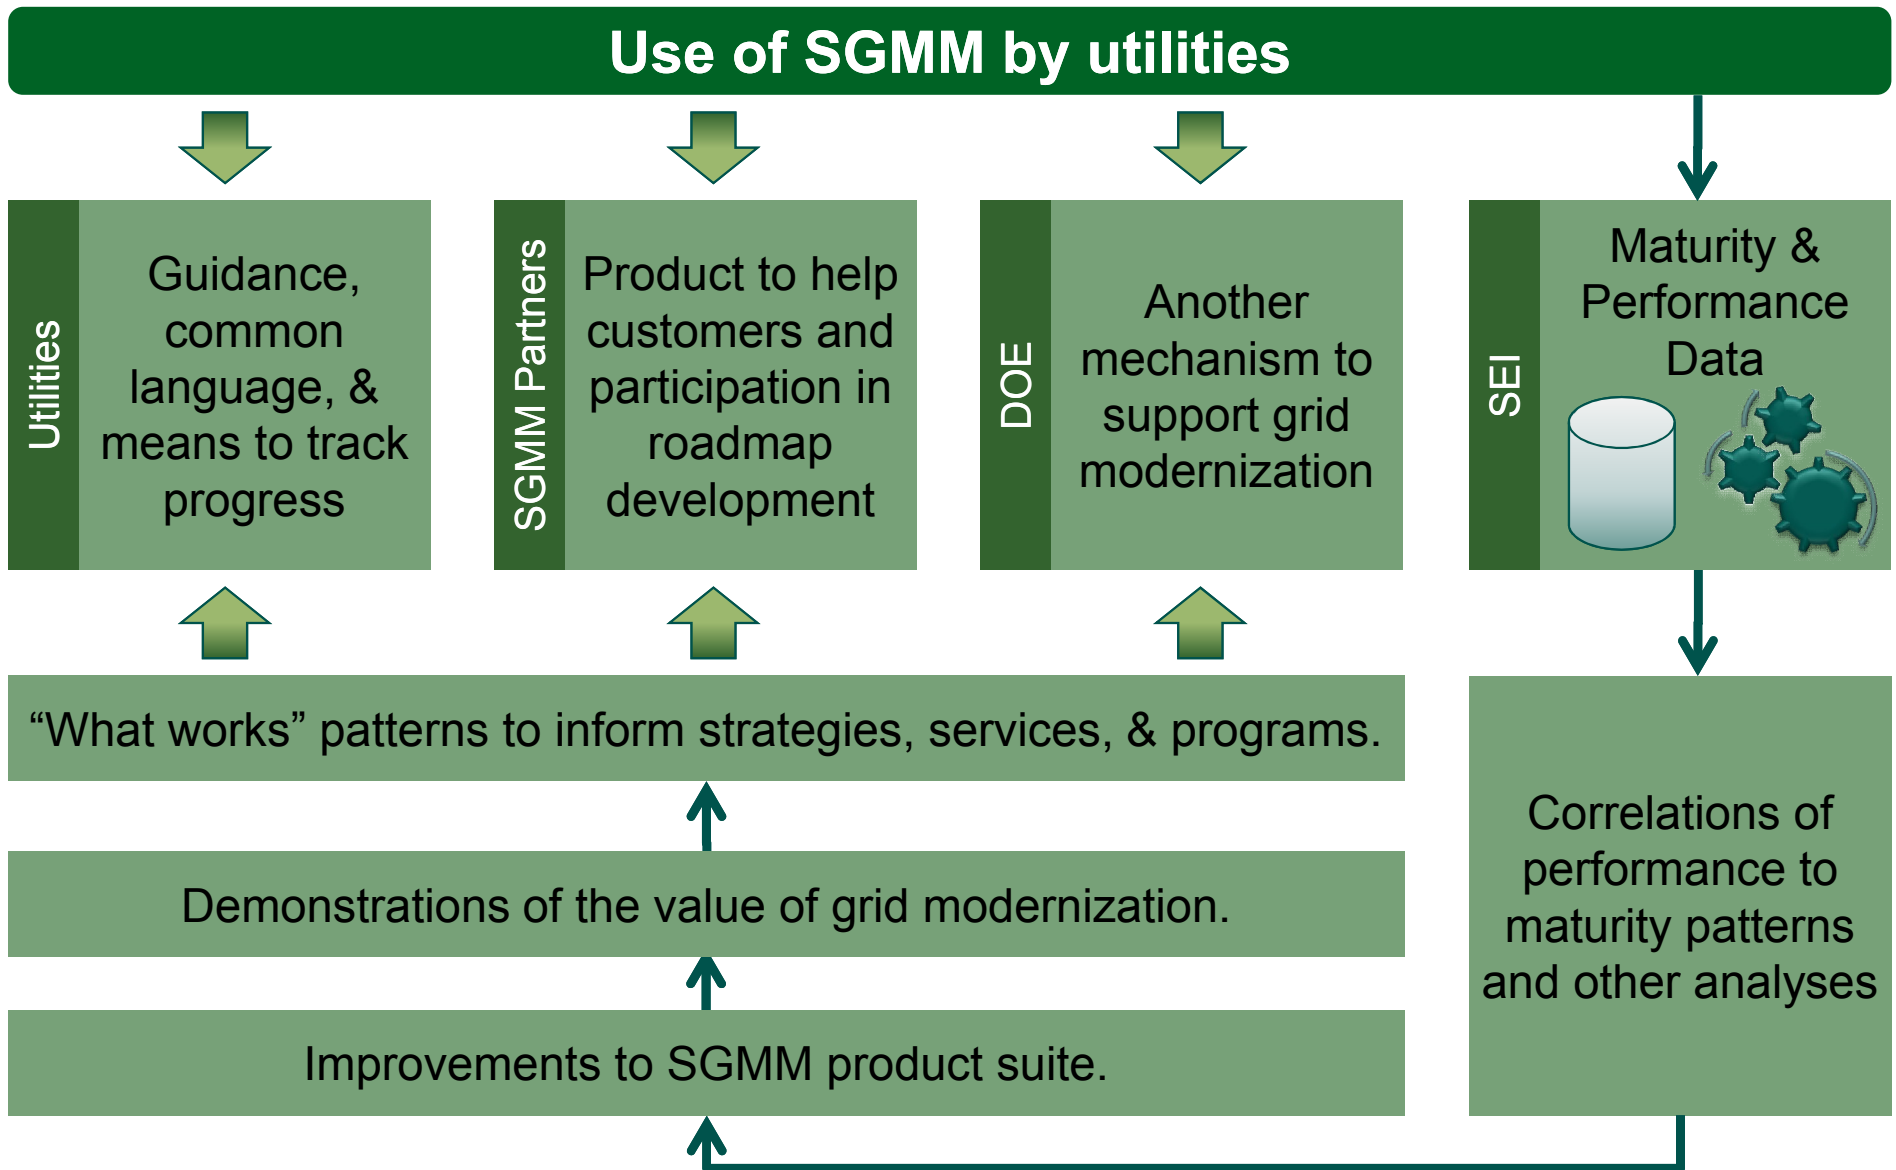 Use of SGMM by utilities
Utilities
Guidance,
common
language, &
means to track
progress
SGMM Partners
Product to help
customers and
participation in
roadmap
development
DOE
Another
mechanism to
support grid
modernization
SEI
Maturity &
Performance
Data
“What works” patterns to inform strategies, services, & programs.
Demonstrations of the value of grid modernization.
Improvements to SGMM product suite.
Correlations of
performance to
maturity patterns
and other analyses